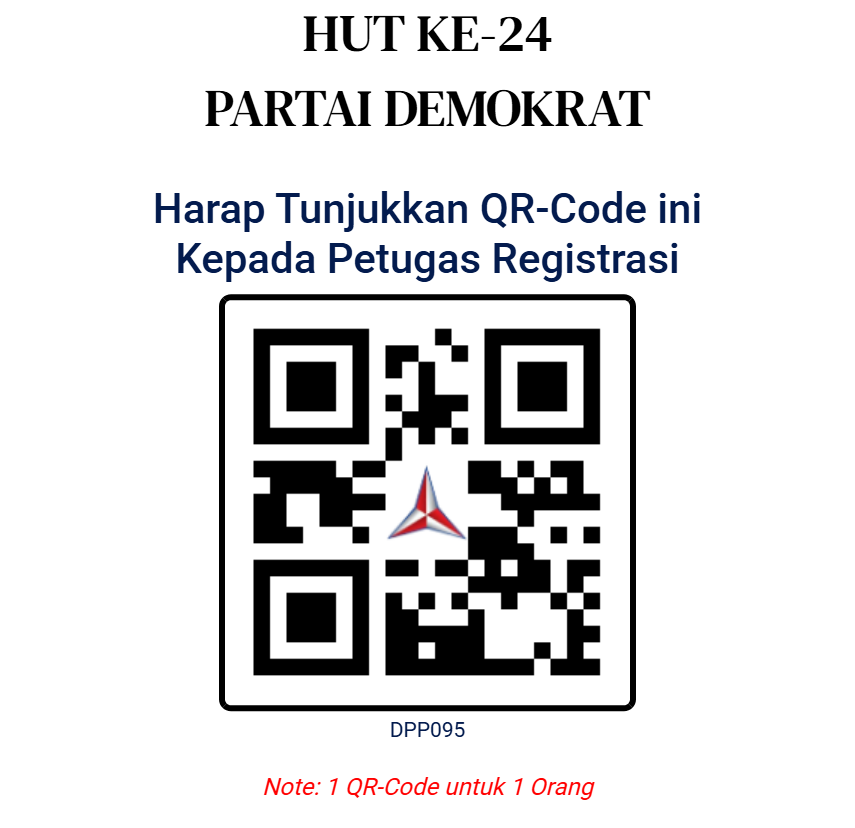 HUT KE-24
PARTAI DEMOKRAT
Harap Tunjukkan QR-Code ini
Kepada Petugas Registrasi
DPP095
Note: 1 QR-Code untuk 1 Orang